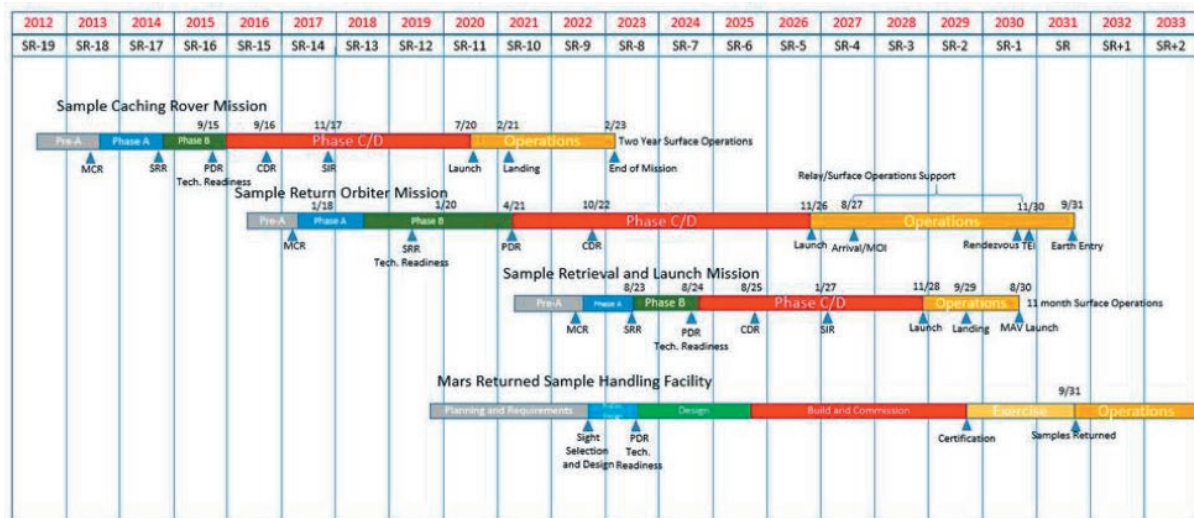 2012 2013 2014 2015 2016 2017 2018 2019 2020 2021 2022 2023 2024 2025 2026 2027 2028 2029 2030 2031 2032 2033
SR-19 SR-18 SR-17 SR-16 SR-15 SR-14 SR-13 SR-12 SR-11 SR-10 SR-9 SR-8 SR-7 SR-6 SR-5 SR-4 SR-3 SR-2 SR-1 SR SR+1 SR+2
Sample Caching Rover Mission
9/15 9/16 11/17 7/20 2/21 2/23
Pre-A Phase A Phase B Phase C/D Operations Two Year Surface Operations
MCR SRR PDR CDR SIR Launch Landing End of Mission
Tech. Readiness
Relay/Surface Operations Support
Sample Return Orbiter Mission
1/18 1/20 4/21 10/22 11/26 8/27 11/30 9/31
Pre-A Phase A Phase B Phase C/D Operations
MCR SRR PDR CDR Launch Arrival/MOI Rendezvous TEI Earth Entry
Tech. Readiness
Sample Retrieval and Launch Mission
8/23 8/24 8/25 1/27 11/28 9/29 8/30
Pre-A Phase A Phase B Phase C/D Operations 11 month Surface Operations
MCR SRR PDR CDR SIR Launch Landing MAV Launch
Tech. Readiness
Mars Returned Sample Handling Facility
9/31
Planning and Requirements Design Build and Commission Exercise Operations
Sight Selection and Design
PDR Tech. Readiness
Certification Samples Returned